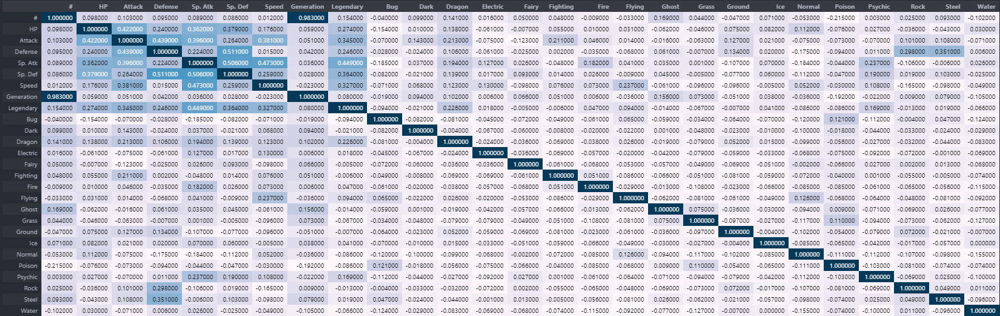 # HP Attack Defense Sp. Atk Sp. Def Speed Generation Legendary Bug Dark Dragon Electric Fairy Fighting Fire Flying Ghost Grass Ground Ice Normal Poison Psychic Rock Steel Water
# 1.000000 0.098000 0.103000 0.095000 0.089000 0.086000 0.012000 0.983000 0.154000 -0.040000 0.099000 0.141000 0.016000 0.050000 0.048000 -0.009000 -0.033000 0.169000 0.044000 -0.047000 0.071000 -0.053000 -0.215000 0.003000 0.025000 0.093000 -0.102000
HP 0.098000 1.000000 0.422000 0.240000 0.362000 0.379000 0.176000 0.059000 0.274000 -0.154000 0.010000 0.138000 -0.061000 -0.007000 0.055000 0.010000 0.031000 -0.062000 -0.046000 0.075000 0.082000 0.112000 -0.076000 0.027000 -0.036000 -0.043000 0.030000
Attack 0.103000 0.422000 1.000000 0.439000 0.396000 0.264000 0.381000 0.051000 0.345000 -0.070000 0.143000 0.213000 -0.075000 -0.123000 0.211000 0.046000 0.014000 -0.016000 -0.063000 0.127000 0.021000 -0.075000 -0.073000 -0.070000 0.101000 0.108000 -0.071000
Defense 0.095000 0.240000 0.439000 1.000000 0.224000 0.511000 0.015000 0.042000 0.246000 -0.028000 -0.024000 0.106000 -0.061000 -0.025000 0.002000 -0.035000 -0.068000 0.061000 -0.007000 0.134000 0.020000 -0.175000 -0.094000 0.011000 0.298000 0.351000 0.006000
Sp. Atk 0.089000 0.362000 0.396000 0.224000 1.000000 0.506000 0.473000 0.036000 0.449000 -0.185000 0.037000 0.194000 0.127000 0.026000 -0.048000 0.182000 0.041000 0.035000 0.001000 -0.107000 0.070000 -0.184000 -0.044000 0.237000 -0.106000 -0.006000 0.026000
Sp. Def 0.086000 0.379000 0.264000 0.511000 0.506000 1.000000 0.259000 0.028000 0.364000 -0.082000 -0.021000 0.139000 0.017000 0.093000 0.014000 0.026000 -0.009000 0.045000 -0.005000 -0.077000 0.060000 -0.112000 -0.047000 0.190000 0.019000 0.103000 -0.025000
Speed 0.012000 0.176000 0.381000 0.015000 0.473000 0.259000 1.000000 -0.023000 0.327000 -0.071000 0.068000 0.123000 0.130000 -0.098000 0.076000 0.073000 0.237000 -0.061000 -0.096000 -0.096000 -0.005000 0.052000 -0.030000 0.108000 -0.165000 -0.098000 -0.049000
Generation 0.983000 0.059000 0.051000 0.042000 0.036000 0.028000 -0.023000 1.000000 0.080000 -0.019000 0.094000 0.102000 0.006000 0.066000 0.051000 0.006000 -0.036000 0.156000 0.073000 -0.051000 0.038000 -0.036000 -0.192000 -0.022000 0.009000 0.079000 -0.105000
Legendary 0.154000 0.274000 0.345000 0.246000 0.449000 0.364000 0.327000 0.080000 1.000000 -0.094000 -0.021000 0.226000 0.018000 -0.005000 -0.006000 0.047000 0.094000 -0.014000 -0.067000 -0.007000 0.041000 -0.086000 -0.086000 0.169000 -0.013000 0.019000 -0.066000
Bug -0.040000 -0.154000 -0.070000 -0.028000 -0.185000 -0.082000 -0.071000 -0.019000 -0.094000 1.000000 -0.082000 -0.081000 -0.045000 -0.072000 -0.049000 -0.061000 0.065000 -0.059000 -0.034000 -0.064000 -0.070000 -0.120000 0.121000 -0.112000 -0.004000 0.047000 -0.124000
Dark 0.099000 0.010000 0.143000 -0.024000 0.037000 -0.021000 0.068000 0.094000 -0.021000 -0.082000 1.000000 -0.004000 -0.067000 -0.060000 -0.008000 -0.020000 -0.022000 0.001000 -0.048000 -0.023000 -0.010000 -0.100000 -0.018000 -0.044000 -0.033000 -0.024000 -0.029000
Dragon 0.141000 0.138000 0.213000 0.106000 0.194000 0.139000 0.123000 0.102000 0.226000 -0.081000 -0.004000 1.000000 -0.024000 -0.036000 -0.069000 -0.038000 0.026000 -0.019000 -0.079000 0.052000 0.015000 -0.099000 -0.056000 -0.027000 -0.032000 -0.044000 -0.083000
Electric 0.016000 -0.061000 -0.075000 -0.061000 0.127000 0.017000 0.130000 0.006000 0.018000 -0.045000 -0.067000 -0.024000 1.000000 -0.036000 -0.069000 -0.057000 -0.020000 -0.042000 -0.079000 -0.059000 -0.033000 -0.068000 -0.075000 -0.092000 -0.072000 -0.001000 -0.069000
Fairy 0.050000 -0.007000 -0.123000 -0.025000 0.026000 0.093000 -0.098000 0.066000 -0.005000 -0.072000 -0.060000 -0.036000 -0.036000 1.000000 -0.061000 -0.068000 -0.053000 -0.057000 -0.049000 -0.069000 -0.051000 -0.002000 -0.066000 0.027000 0.002000 0.013000 -0.068000
Fighting 0.048000 0.055000 0.211000 0.002000 -0.048000 0.014000 0.076000 0.051000 -0.006000 -0.049000 -0.008000 -0.069000 -0.069000 -0.061000 1.000000 0.051000 -0.086000 -0.066000 -0.051000 -0.081000 -0.059000 -0.072000 -0.040000 0.001000 -0.055000 -0.005000 -0.074000
Fire -0.009000 0.010000 0.046000 -0.035000 0.182000 0.026000 0.073000 0.006000 0.047000 -0.061000 -0.020000 -0.038000 -0.057000 -0.068000 0.051000 1.000000 -0.029000 -0.013000 -0.108000 -0.023000 -0.066000 -0.085000 -0.085000 -0.061000 -0.065000 -0.056000 -0.115000
Flying -0.033000 0.031000 0.014000 -0.068000 0.041000 -0.009000 0.237000 -0.036000 0.094000 0.065000 -0.022000 0.026000 -0.020000 -0.053000 -0.086000 -0.029000 1.000000 -0.062000 -0.081000 -0.061000 -0.049000 0.126000 -0.068000 -0.064000 -0.048000 -0.081000 -0.092000
Ghost 0.169000 -0.062000 -0.016000 0.061000 0.035000 0.045000 -0.061000 0.156000 -0.014000 -0.059000 0.001000 -0.019000 -0.042000 -0.057000 -0.066000 -0.013000 -0.062000 1.000000 0.075000 -0.036000 -0.030000 -0.094000 0.009000 -0.071000 -0.069000 0.026000 -0.077000
Grass 0.044000 -0.046000 -0.063000 -0.007000 0.001000 -0.005000 -0.096000 0.073000 -0.067000 -0.034000 -0.048000 -0.079000 -0.079000 -0.049000 -0.051000 -0.108000 -0.081000 0.075000 1.000000 -0.097000 -0.027000 -0.117000 0.110000 -0.094000 -0.073000 -0.062000 -0.127000
Ground -0.047000 0.075000 0.127000 0.134000 -0.107000 -0.077000 -0.096000 -0.051000 -0.007000 -0.064000 -0.023000 0.052000 -0.059000 -0.069000 -0.081000 -0.023000 -0.061000 -0.036000 -0.097000 1.000000 -0.004000 -0.102000 -0.054000 -0.079000 0.072000 -0.021000 -0.007000
Ice 0.071000 0.082000 0.021000 0.020000 0.070000 0.060000 -0.005000 0.038000 0.041000 -0.070000 -0.010000 0.015000 -0.033000 -0.051000 -0.059000 -0.066000 -0.049000 -0.030000 -0.027000 -0.004000 1.000000 -0.085000 -0.065000 -0.042000 -0.017000 -0.057000 0.000000
Normal -0.053000 0.112000 -0.075000 -0.175000 -0.184000 -0.112000 0.052000 -0.036000 -0.086000 -0.120000 -0.100000 -0.099000 -0.068000 -0.002000 -0.072000 -0.085000 0.126000 -0.094000 -0.117000 -0.102000 -0.085000 1.000000 -0.111000 -0.112000 -0.107000 -0.098000 -0.155000
Poison -0.215000 -0.076000 -0.073000 -0.094000 -0.044000 -0.047000 -0.030000 -0.192000 -0.086000 0.121000 -0.018000 -0.056000 -0.075000 -0.066000 -0.040000 -0.085000 -0.068000 0.009000 0.110000 -0.054000 -0.065000 -0.111000 1.000000 -0.103000 -0.081000 -0.074000 -0.074000
Psychic 0.003000 0.027000 -0.070000 0.011000 0.237000 0.190000 0.108000 -0.022000 0.169000 -0.112000 -0.044000 -0.027000 -0.092000 0.027000 0.001000 -0.061000 -0.064000 -0.071000 -0.094000 -0.079000 -0.042000 -0.112000 -0.103000 1.000000 -0.069000 0.025000 -0.100000
Rock 0.025000 -0.036000 0.101000 0.298000 -0.106000 0.019000 -0.165000 0.009000 -0.013000 -0.004000 -0.033000 -0.032000 -0.072000 0.002000 -0.055000 -0.065000 -0.048000 -0.069000 -0.073000 0.072000 -0.017000 -0.107000 -0.081000 -0.069000 1.000000 0.049000 0.011000
Steel 0.093000 -0.043000 0.108000 0.351000 -0.006000 0.103000 -0.098000 0.079000 0.019000 0.047000 -0.024000 -0.044000 -0.001000 0.013000 -0.005000 -0.056000 -0.081000 0.026000 -0.062000 -0.021000 -0.057000 -0.098000 -0.074000 0.025000 0.049000 1.000000 -0.096000
Water -0.102000 0.030000 -0.071000 0.006000 0.026000 -0.025000 -0.049000 -0.105000 -0.066000 -0.124000 -0.029000 -0.083000 -0.069000 -0.068000 -0.074000 -0.115000 -0.092000 -0.077000 -0.127000 -0.007000 0.000000 -0.155000 -0.074000 -0.100000 0.011000 -0.096000 1.000000